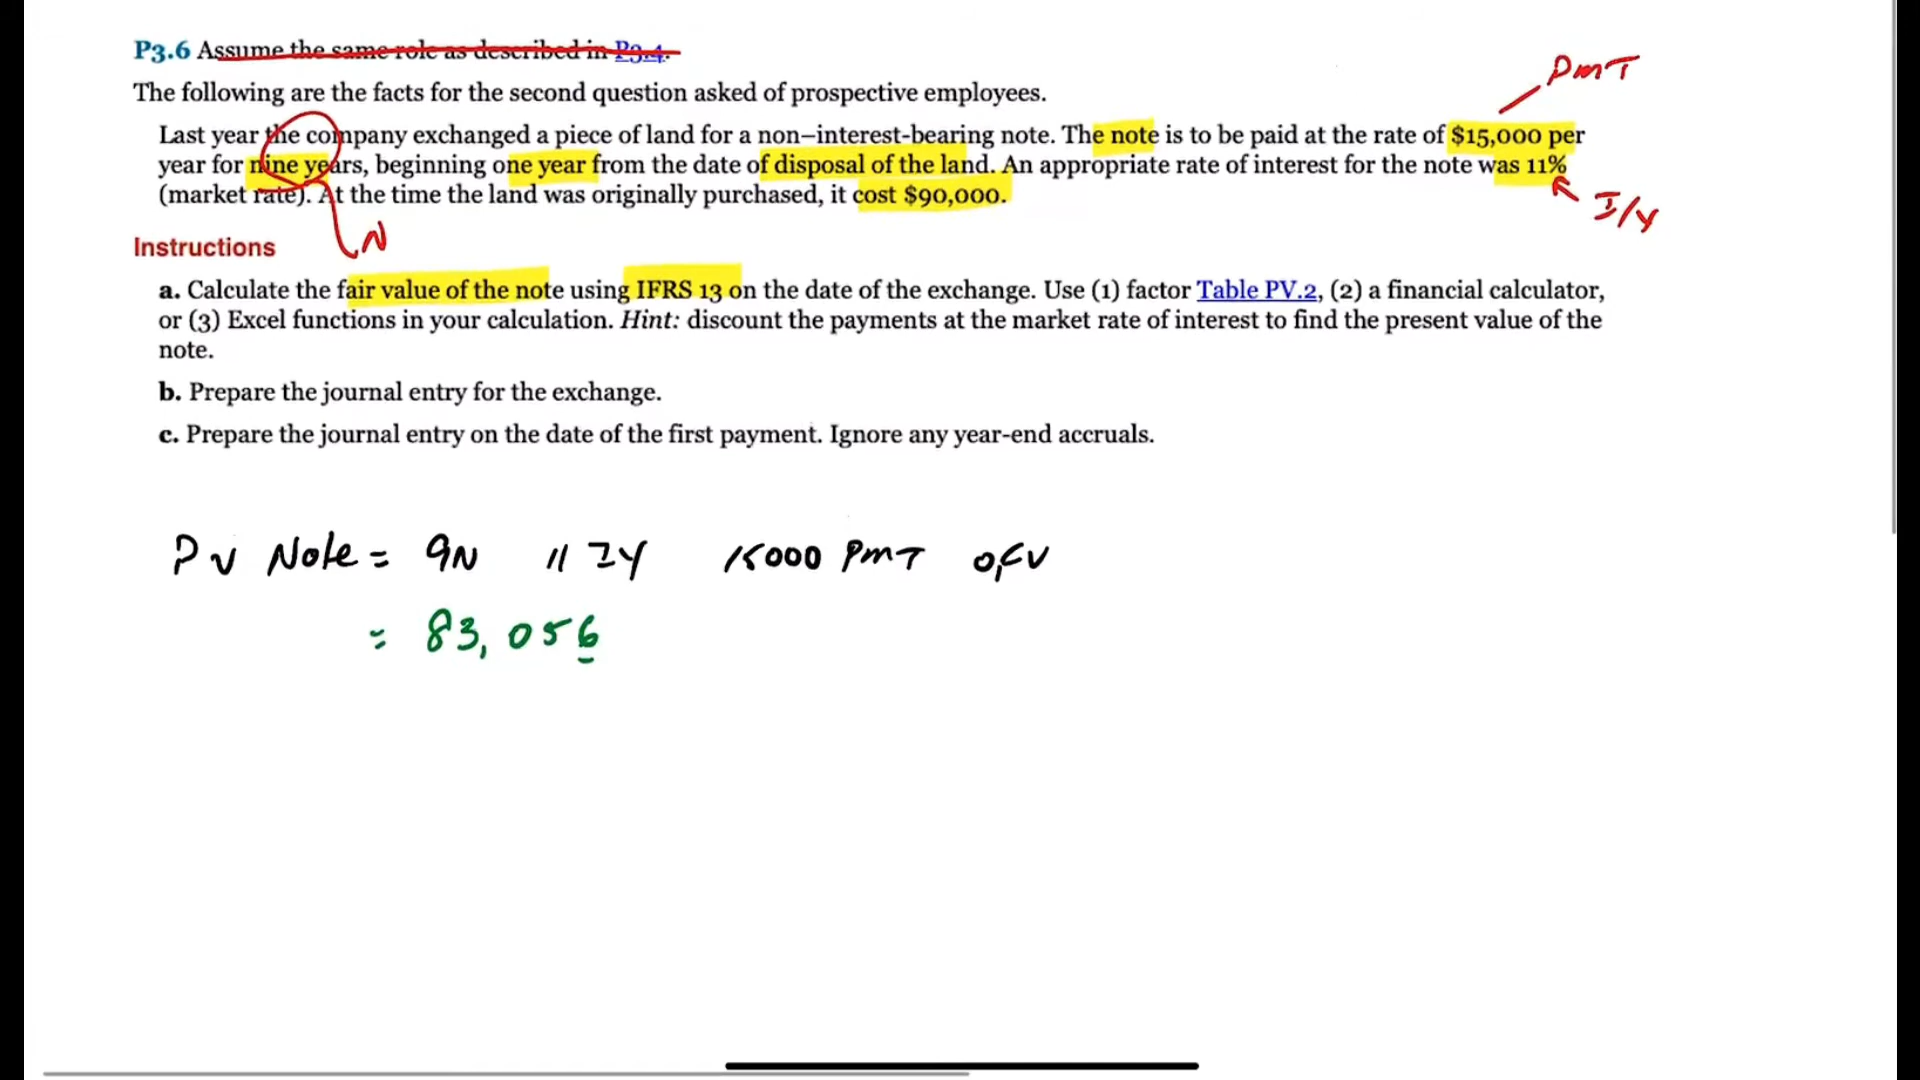 P3.6 Assume the same role as described in P3.4.
PMT
The following are the facts for the second question asked of prospective employees.
Last year the company exchanged a piece of land for a non–interest-bearing note. The note is to be paid at the rate of $15,000 per
year for nine years, beginning one year from the date of disposal of the land. An appropriate rate of interest for the note was 11%
(market rate). At the time the land was originally purchased, it cost $90,000.
I/Y
N
Instructions
a. Calculate the fair value of the note using IFRS 13 on the date of the exchange. Use (1) factor Table PV.2, (2) a financial calculator,
or (3) Excel functions in your calculation. Hint: discount the payments at the market rate of interest to find the present value of the
note.
b. Prepare the journal entry for the exchange.
c. Prepare the journal entry on the date of the first payment. Ignore any year-end accruals.
PV Note = 9N 11 IY 15000 PMT 0, FV
= 83,056